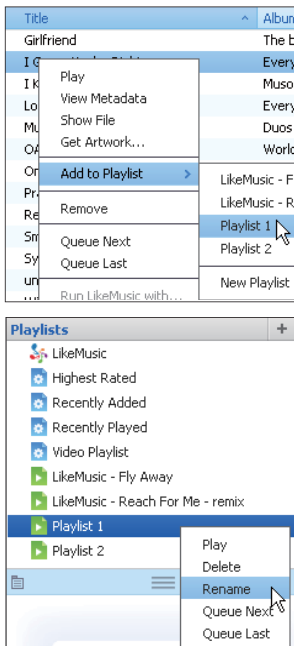 Title Albu
Girlfriend The b
I Every
Play
I Muso
View Metadata
Lo Every
Show File
Mu Duos
Get Artwork...
Worl
Or
Add to Playlist
LikeMusic - F
Pr
LikeMusic - R
Re
Remove
Playlist 1
Sm
Queue Next
Playlist 2
Sy
Queue Last
un
New Playlist
Run LikeMusic with...
Playlists +
LikeMusic
Highest Rated
Recently Added
Recently Played
Video Playlist
LikeMusic - Fly Away
LikeMusic - Reach For Me - remix
Playlist 1
Playlist 2
Play
Delete
Rename
Queue Next
Queue Last